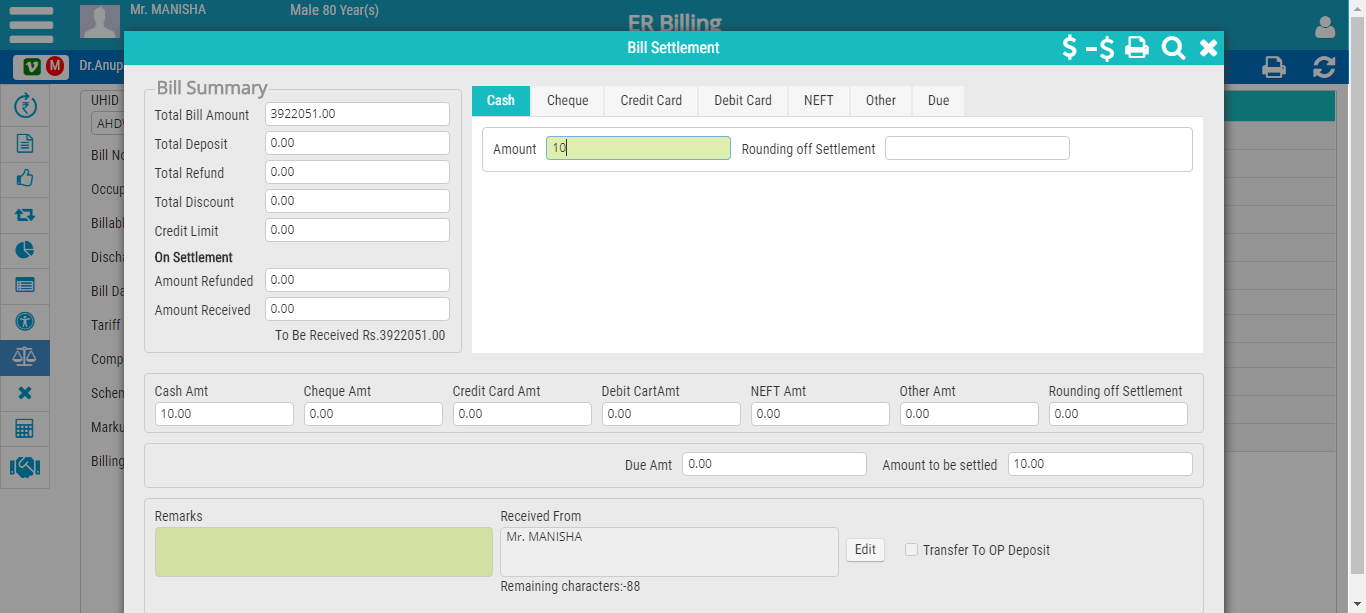 Mr. MANISHA
Male 80 Year(s)
ER Billing
Bill Settlement
$ -$
V M
Dr.Anup
UHID
AHD
Bill No
Occup
Billabl
Discha
Bill Da
Tariff
Comp
Schem
Marku
Billing
Bill Summary
Total Bill Amount 3922051.00
Total Deposit 0.00
Total Refund 0.00
Total Discount 0.00
Credit Limit 0.00
On Settlement
Amount Refunded 0.00
Amount Received 0.00
To Be Received Rs.3922051.00
Cash Cheque Credit Card Debit Card NEFT Other Due
Amount 10 Rounding off Settlement
Cash Amt Cheque Amt Credit Card Amt Debit CartAmt NEFT Amt Other Amt Rounding off Settlement
10.00 0.00 0.00 0.00 0.00 0.00 0.00
Due Amt 0.00 Amount to be settled 10.00
Remarks Received From
Mr. MANISHA
Edit Transfer To OP Deposit
Remaining characters:-88